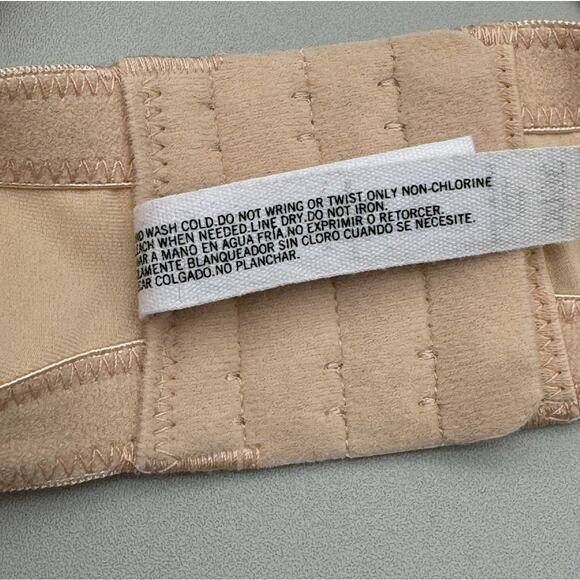 ND WASH COLD.DO NOT WRING OR TWIST.ONLY NON-CHLORINE
EACH WHEN NEEDED.LINE DRY.DO NOT IRON.
AR A MANO EN AGUA FRÍA.NO EXPRIMIR O RETORCER
LAMENTE BLANQUEADOR SIN CLORO CUANDO SE NECESITE.
CAR COLGADO.NO PLANCHAR.